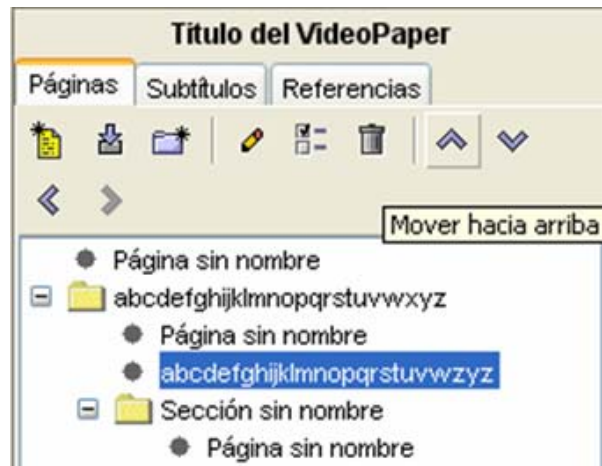 Título del VideoPaper
Páginas Subtítulos Referencias
Mover hacia arriba
Página sin nombre
abcdefghijklmnopqrstuvwxyz
Página sin nombre
abcdefghijklmnopqrstuvwzyz
Sección sin nombre
Página sin nombre